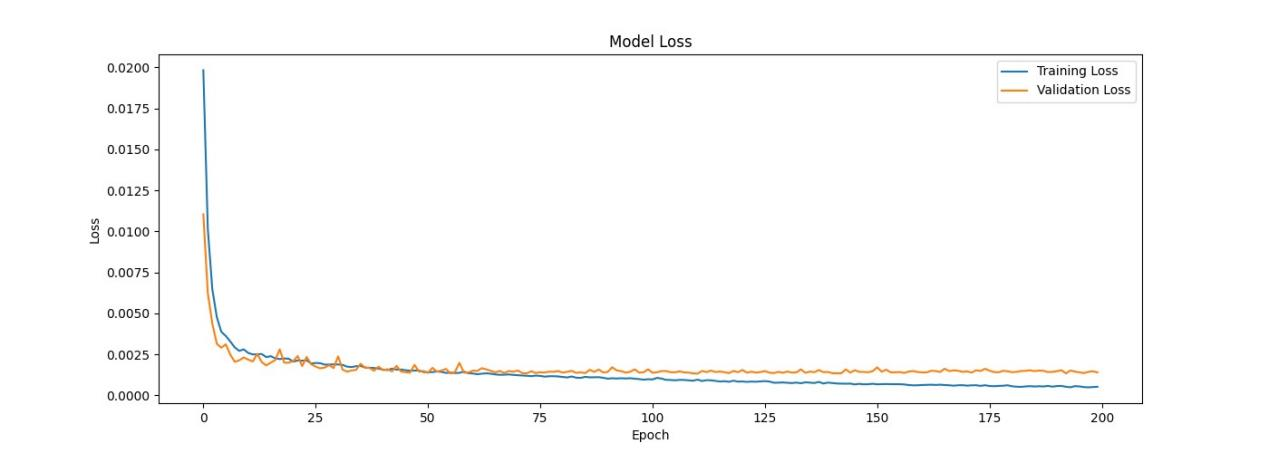 Model Loss
0.0200
0.0175
0.0150
0.0125
0.0100
0.0075
0.0050
0.0025
0.0000
Loss
Training Loss
Validation Loss
0 25 50 75 100 125 150 175 200
Epoch